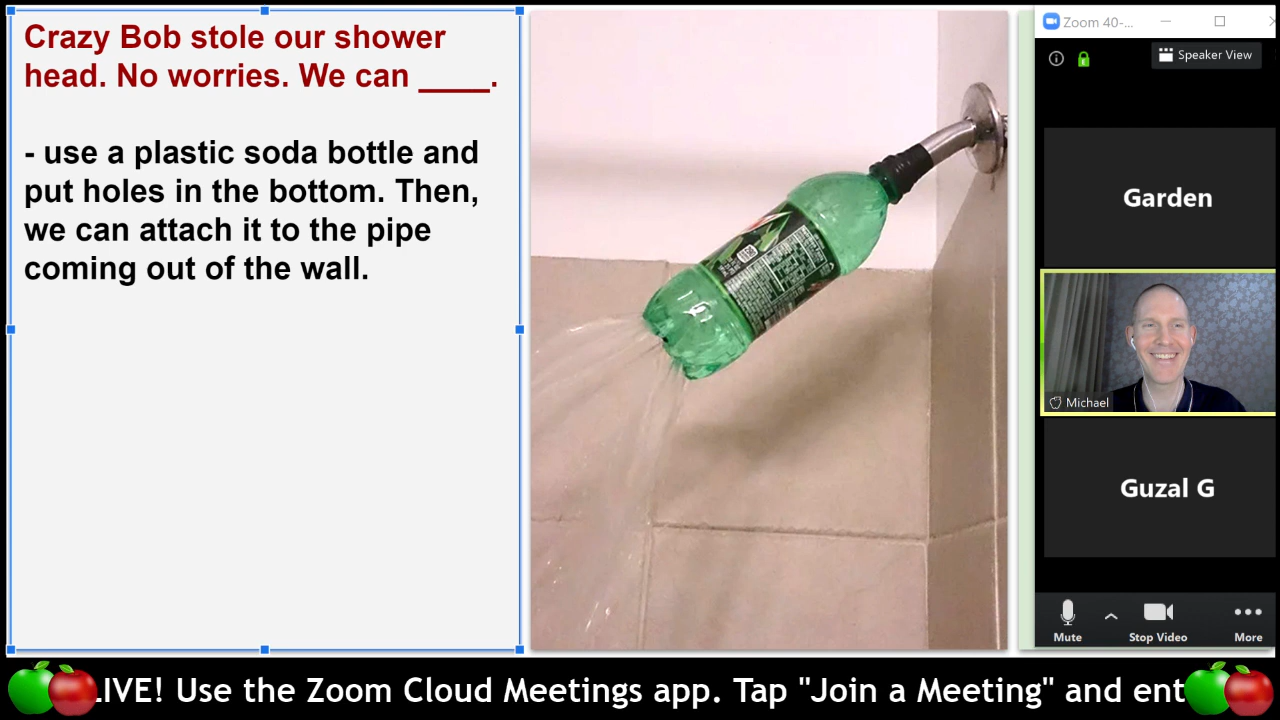 Crazy Bob stole our shower
head. No worries. We can ____.
- use a plastic soda bottle and
put holes in the bottom. Then,
we can attach it to the pipe
coming out of the wall.
Zoom 40-...
Speaker View
Garden
Michael
Guzal G
Mute
Stop Video
More
LIVE! Use the Zoom Cloud Meetings app. Tap "Join a Meeting" and ent